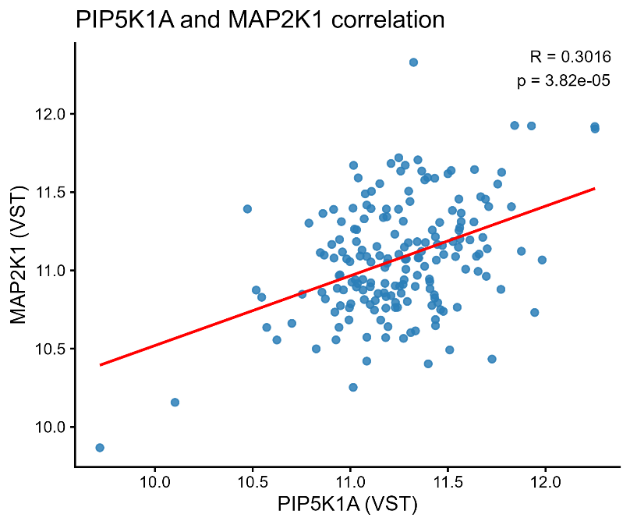 PIP5K1A and MAP2K1 correlation
R = 0.3016
p = 3.82e-05
12.0
11.5
11.0
10.5
10.0
MAP2K1 (VST)
10.0 10.5 11.0 11.5 12.0
PIP5K1A (VST)